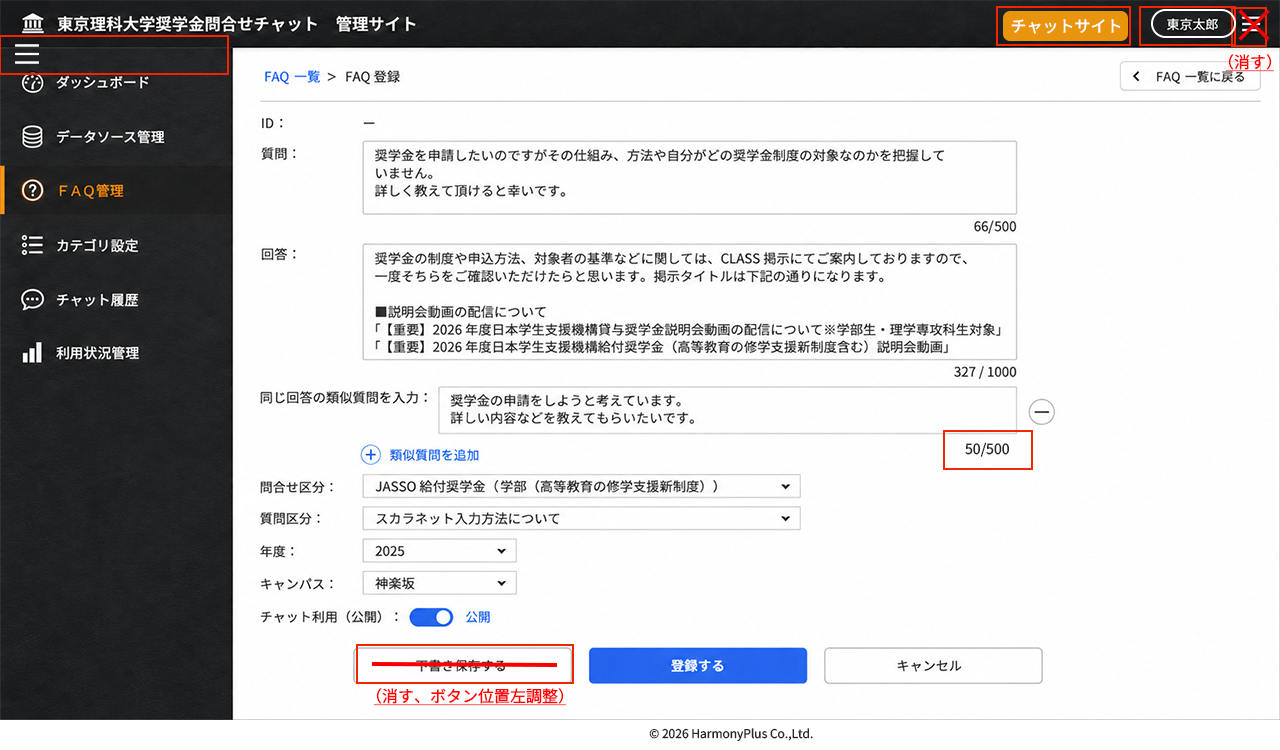 東京理科大学奨学金問合せチャット 管理サイト
チャットサイト
東京太郎
（消す）
ダッシュボード
データソース管理
ＦＡＱ管理
カテゴリ設定
チャット履歴
利用状況管理
FAQ 一覧 > FAQ 登録
FAQ 一覧に戻る
ID：
—
質問：
奨学金を申請したいのですがその仕組み、方法や自分がどの奨学金制度の対象なのかを把握して
いません。
詳しく教えて頂けると幸いです。
66/500
回答：
奨学金の制度や申込方法、対象者の基準などに関しては、CLASS 掲示にてご案内しておりますので、
一度そちらをご確認いただけたらと思います。掲示タイトルは下記の通りになります。
■説明会動画の配信について
「【重要】2026 年度日本学生支援機構貸与奨学金説明会動画の配信について※学部生・理学専攻科生対象」
「【重要】2026 年度日本学生支援機構給付奨学金（高等教育の修学支援新制度含む）説明会動画」
327 / 1000
同じ回答の類似質問を入力：
奨学金の申請をしようと考えています。
詳しい内容などを教えてもらいたいです。
50/500
類似質問を追加
問合せ区分：
JASSO 給付奨学金（学部（高等教育の修学支援新制度））
質問区分：
スカラネット入力方法について
年度：
2025
キャンパス：
神楽坂
チャット利用（公開）：
公開
下書き保存する
登録する
キャンセル
（消す、ボタン位置左調整）
© 2026 HarmonyPlus Co.,Ltd.